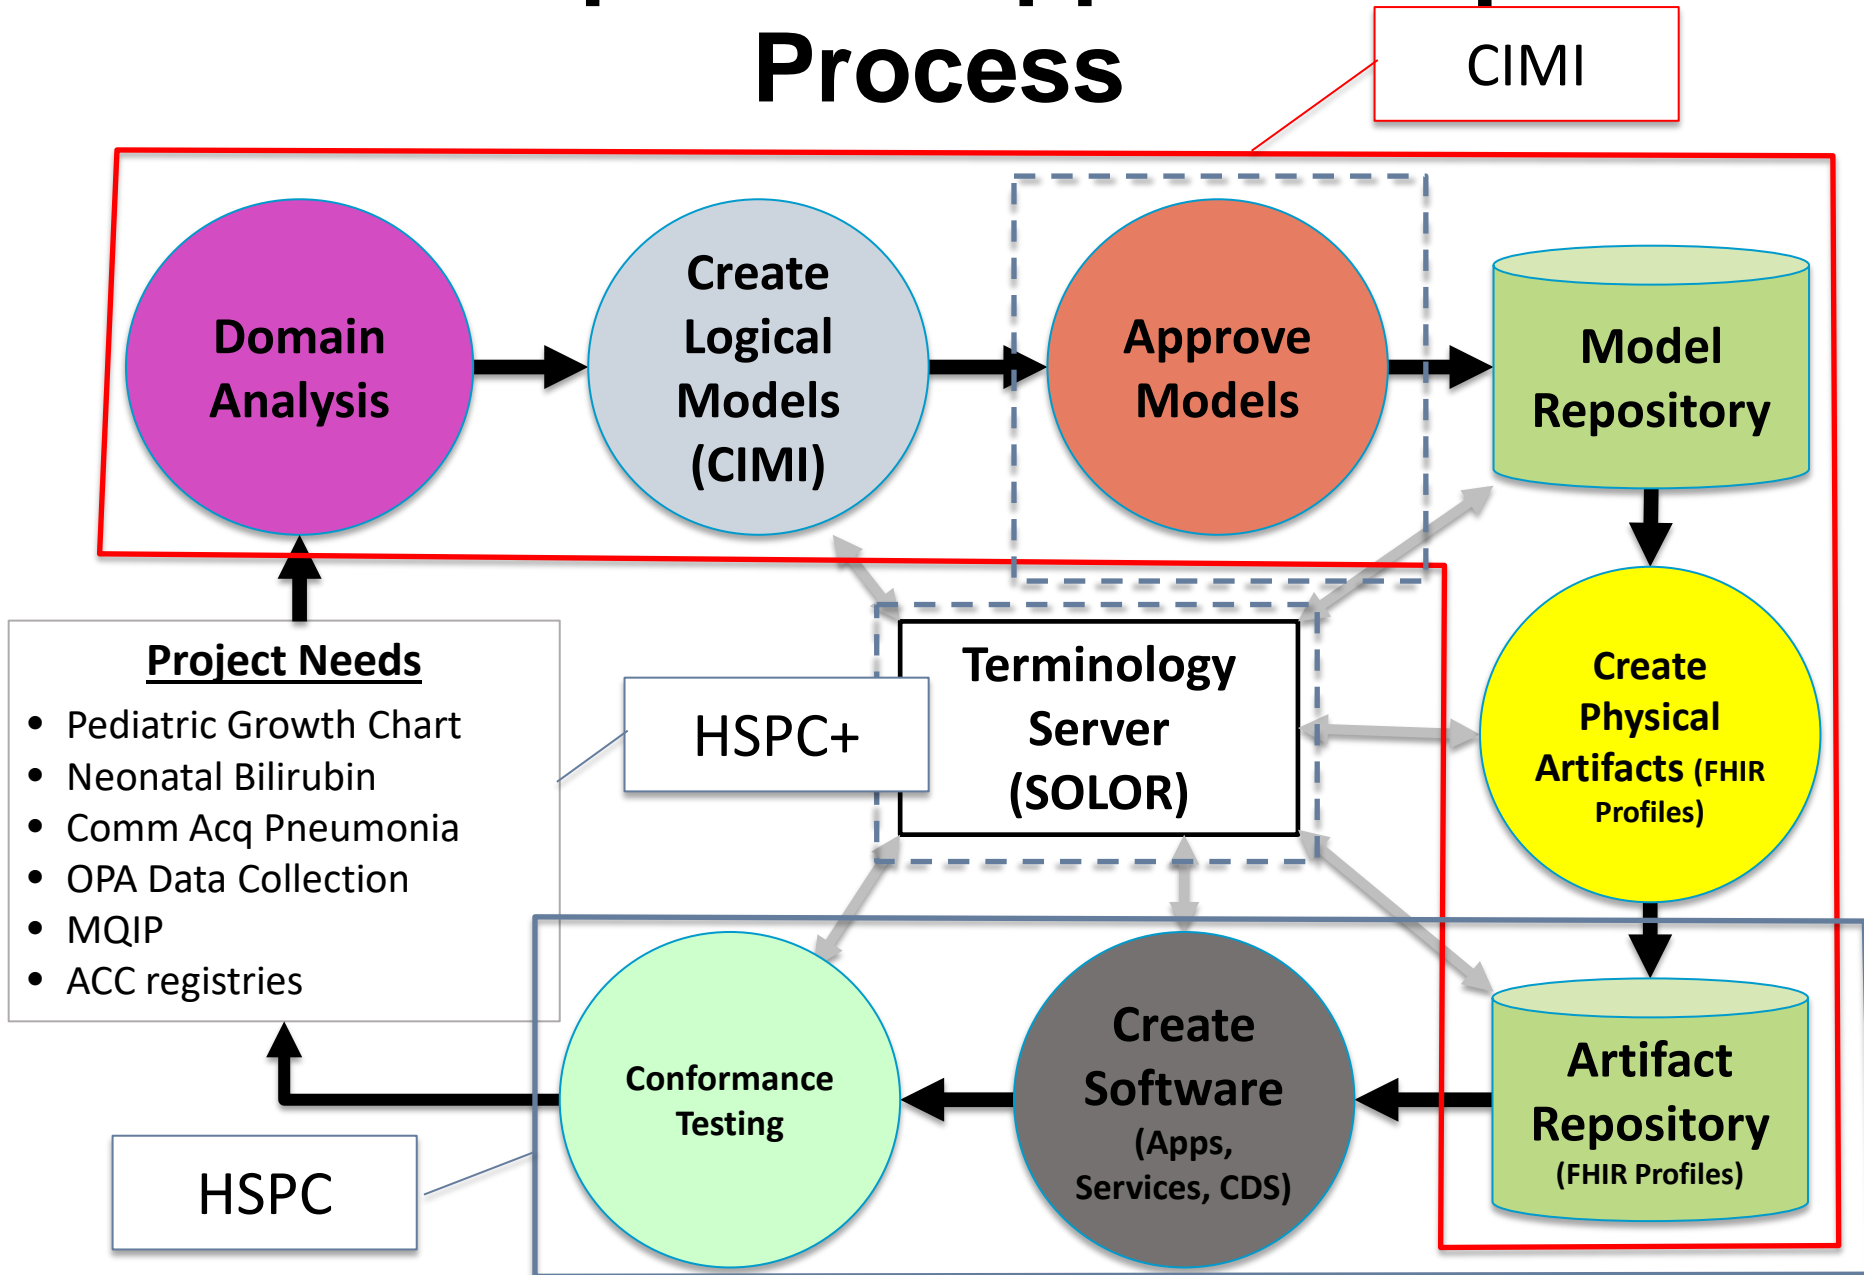 Process
CIMI
Domain
Analysis
Create
Logical
Models
(CIMI)
Approve
Models
Model
Repository
Project Needs
• Pediatric Growth Chart
• Neonatal Bilirubin
• Comm Acq Pneumonia
• OPA Data Collection
• MQIP
• ACC registries
HSPC+
Terminology
Server
(SOLOR)
Create
Physical
Artifacts (FHIR
Profiles)
HSPC
Conformance
Testing
Create
Software
(Apps,
Services, CDS)
Artifact
Repository
(FHIR Profiles)